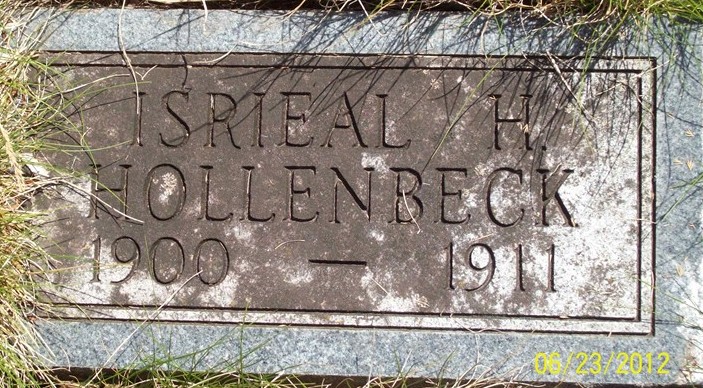 ISRIEAL H.
HOLLENBECK
1900 — 1911
06/23/2012